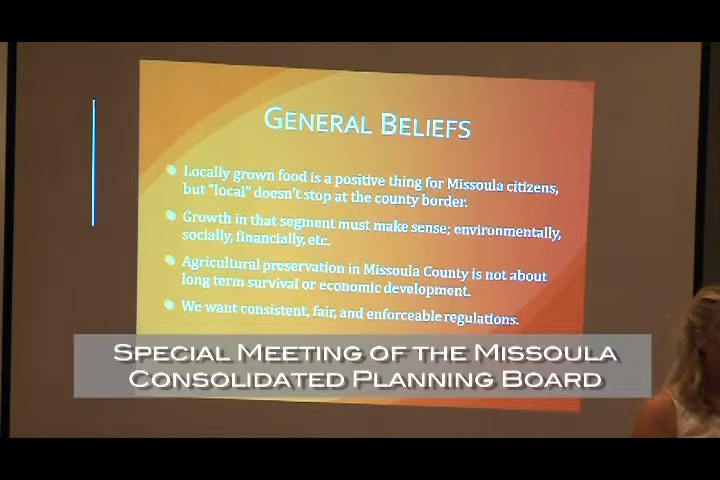 GENERAL BELIEFS
Locally grown food is a positive thing for Missoula citizens,
but "local" doesn't stop at the county border.
Growth in that segment must make sense; environmentally,
socially, financially, etc.
Agricultural preservation in Missoula County is not about
long term survival or economic development.
We want consistent, fair, and enforceable regulations.
SPECIAL MEETING OF THE MISSOULA
CONSOLIDATED PLANNING BOARD